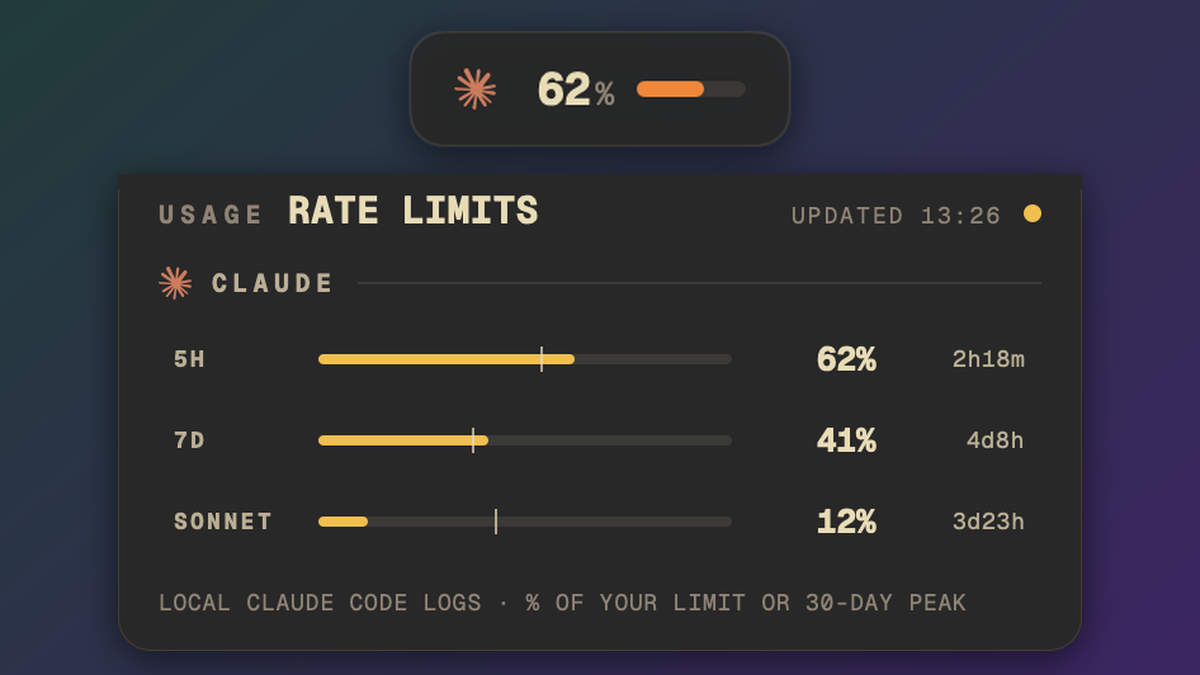 62%
USAGE RATE LIMITS UPDATED 13:26
CLAUDE
5H 62% 2h18m
7D 41% 4d8h
SONNET 12% 3d23h
LOCAL CLAUDE CODE LOGS · % OF YOUR LIMIT OR 30-DAY PEAK